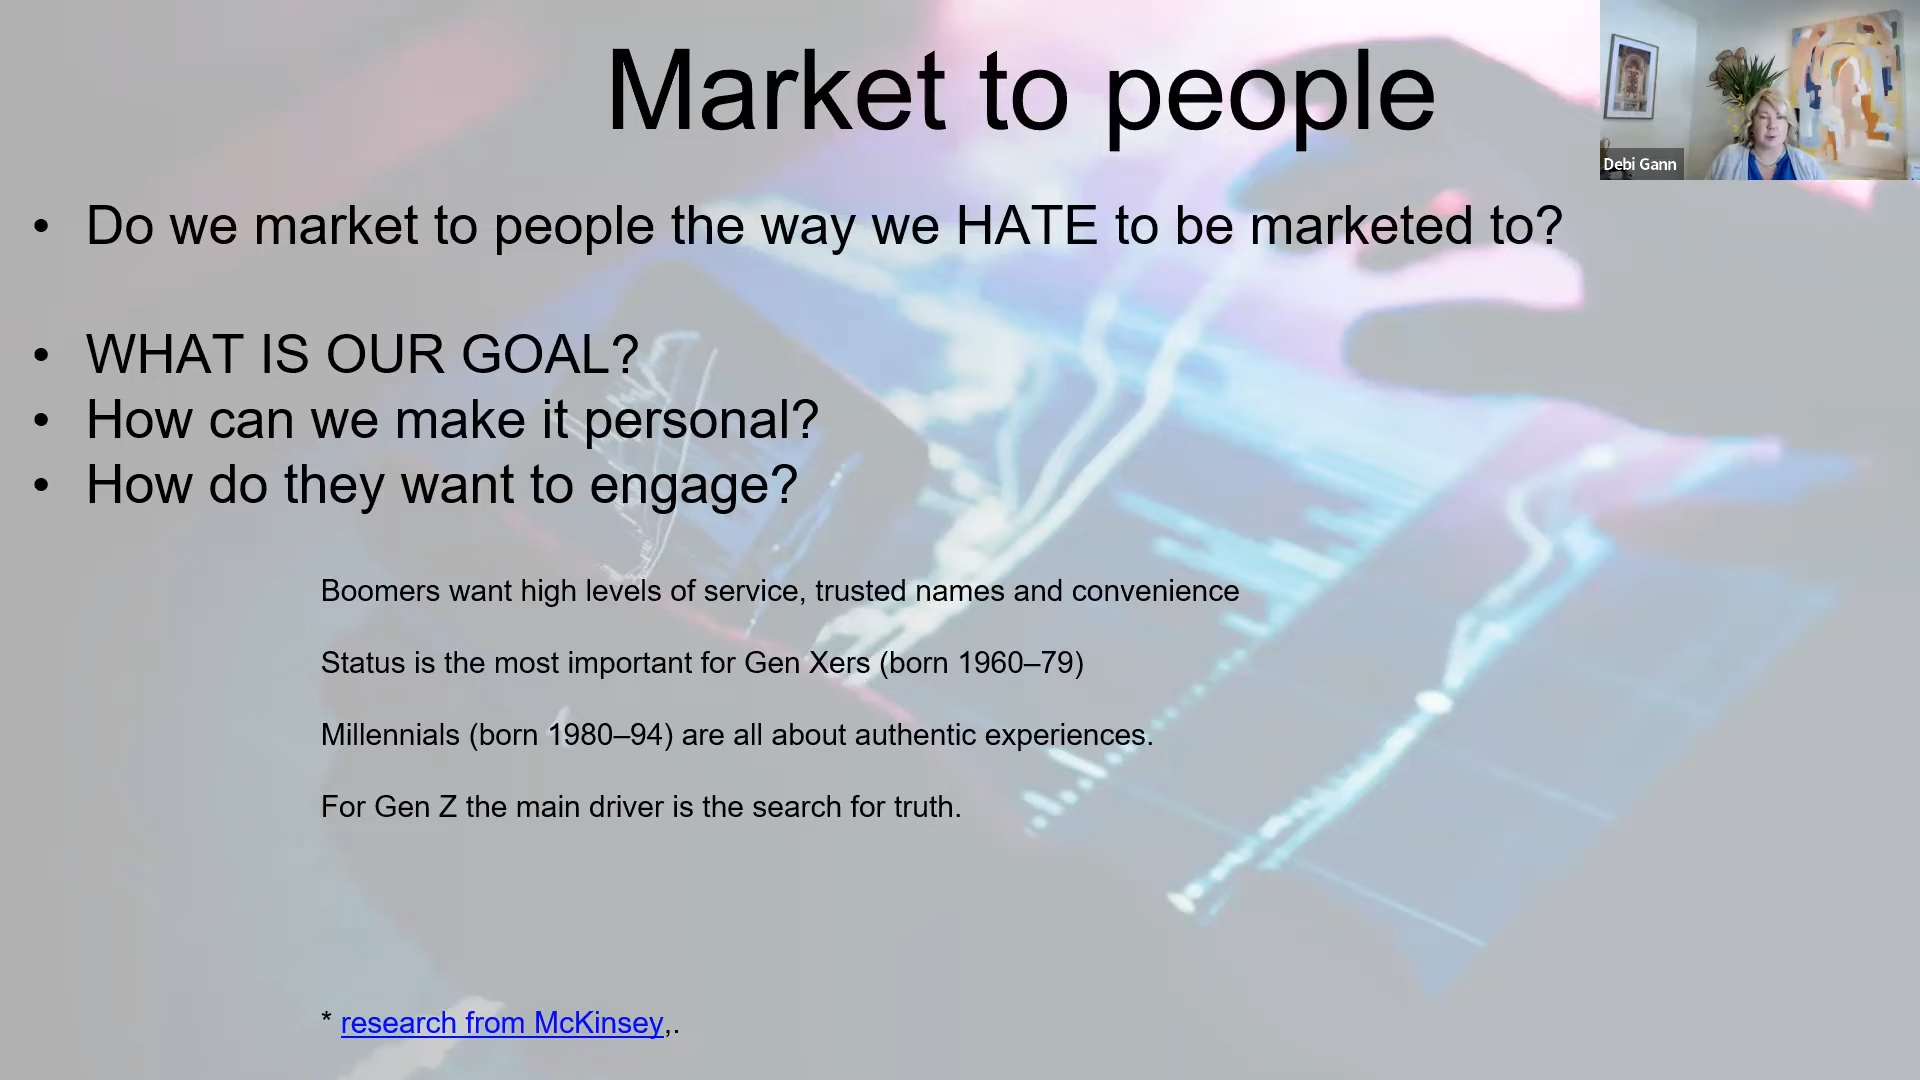 Market to people
Debi Gann
• Do we market to people the way we HATE to be marketed to?
• WHAT IS OUR GOAL?
• How can we make it personal?
• How do they want to engage?
Boomers want high levels of service, trusted names and convenience
Status is the most important for Gen Xers (born 1960–79)
Millennials (born 1980–94) are all about authentic experiences.
For Gen Z the main driver is the search for truth.
* research from McKinsey,.